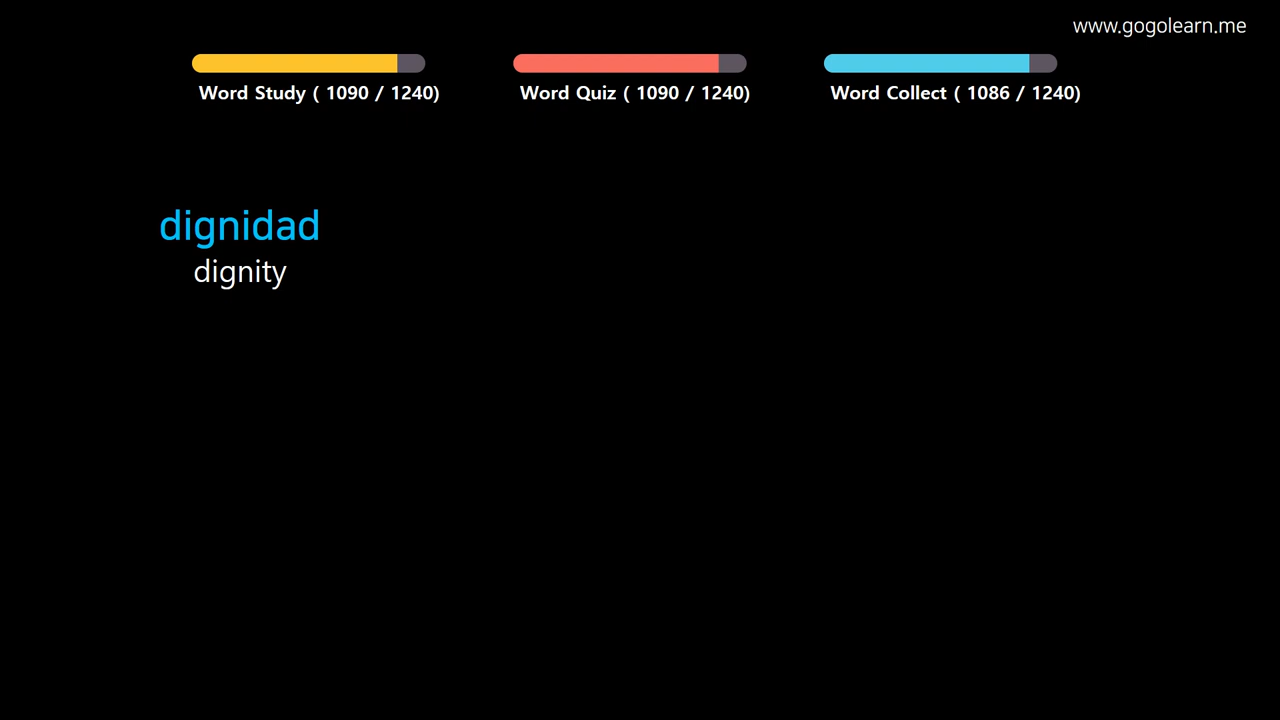 www.gogolearn.me
Word Study ( 1090 / 1240)
Word Quiz ( 1090 / 1240)
Word Collect ( 1086 / 1240)
dignidad
dignity